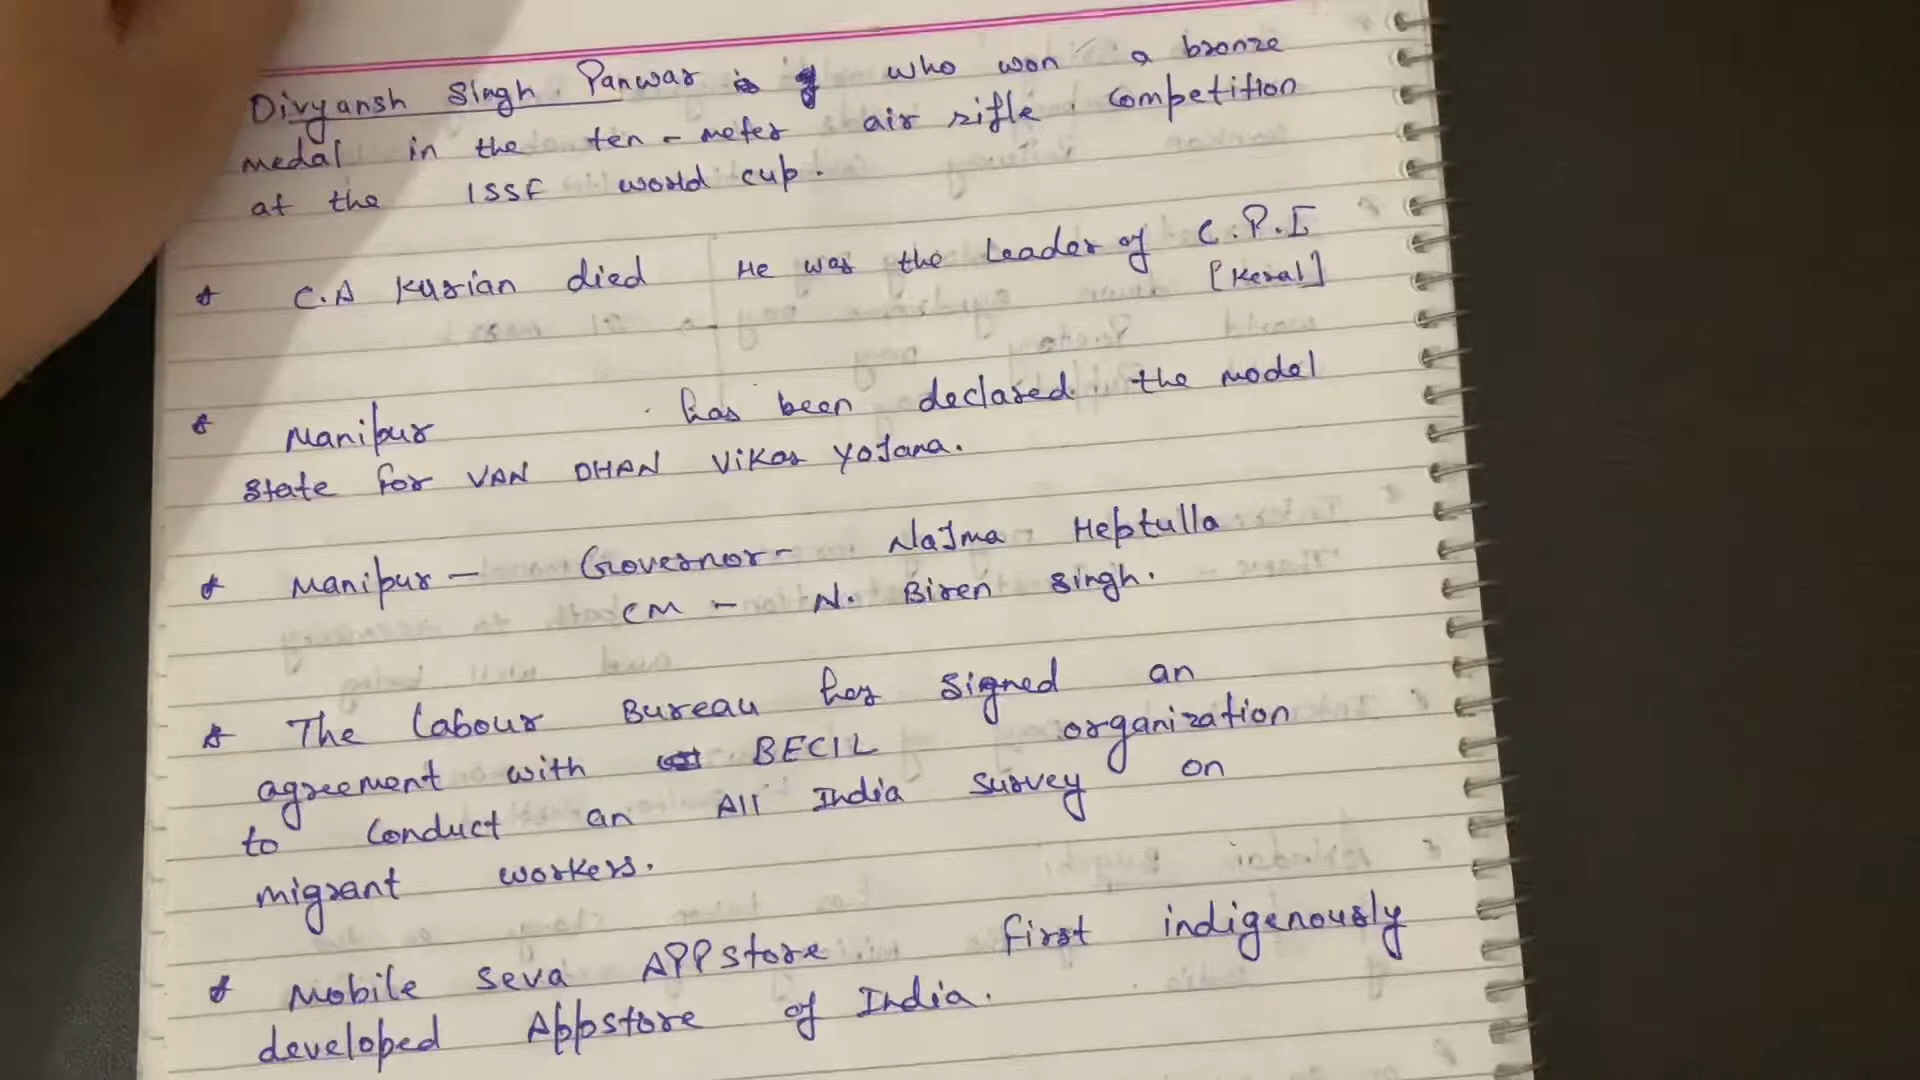 Divyansh Singh Panwar is who won a bronze
medal in the ten - meter air rifle competition
at the ISSF world cup.
* C.A Kurian died He was the Leader of C.P.I
[Keral]
* Manipur has been declared the model
state for VAN DHAN Vikas YoJana.
* Manipur - Governor - NaJma Heptulla
CM - N. Biren singh.
* The Labour Bureau has signed an
agreement with BECIL organization
to Conduct an All India survey on
migrant workers.
* Mobile seva APPstore first indigenously
developed Appstore of India.